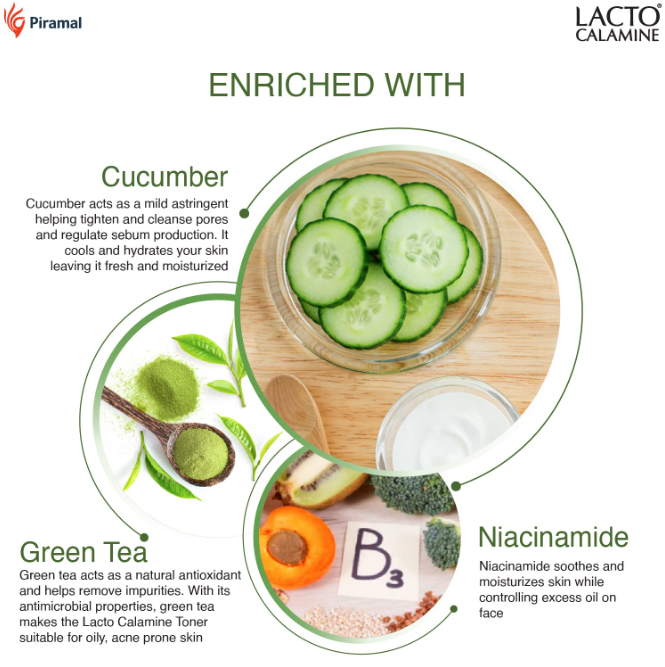 Piramal
LACTO®
CALAMINE
ENRICHED WITH
Cucumber
Cucumber acts as a mild astringent
helping tighten and cleanse pores
and regulate sebum production. It
cools and hydrates your skin
leaving it fresh and moisturized
Green Tea
Green tea acts as a natural antioxidant
and helps remove impurities. With its
antimicrobial properties, green tea
makes the Lacto Calamine Toner
suitable for oily, acne prone skin
B3
Niacinamide
Niacinamide soothes and
moisturizes skin while
controlling excess oil on
face